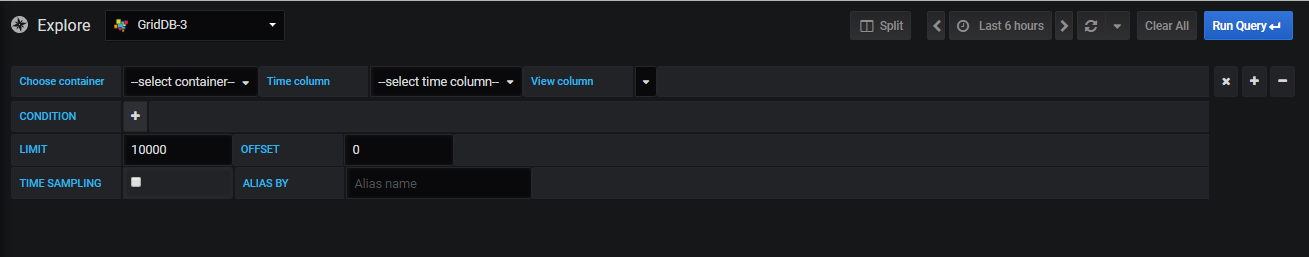 Explore GridDB-3 Split Last 6 hours Clear All Run Query
Choose container --select container-- Time column --select time column-- View column
CONDITION
LIMIT 10000 OFFSET 0
TIME SAMPLING ALIAS BY Alias name